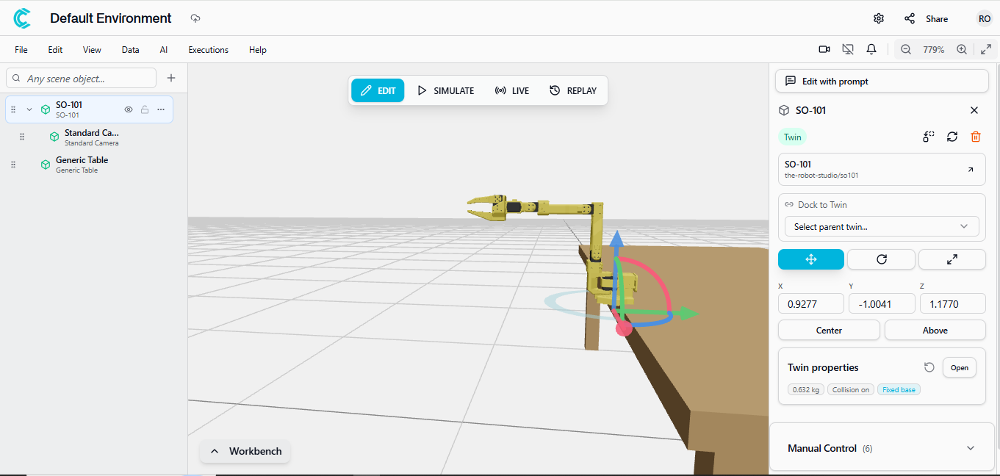 Default Environment
Share
RO
File
Edit
View
Data
AI
Executions
Help
779%
Any scene object...
SO-101
SO-101
Standard Ca...
Standard Camera
Generic Table
Generic Table
EDIT
SIMULATE
LIVE
REPLAY
Workbench
Edit with prompt
SO-101
Twin
SO-101
the-robot-studio/so101
Dock to Twin
Select parent twin...
X Y Z
0.9277 -1.0041 1.1770
Center Above
Twin properties
Open
0.632 kg Collision on Fixed base
Manual Control (6)